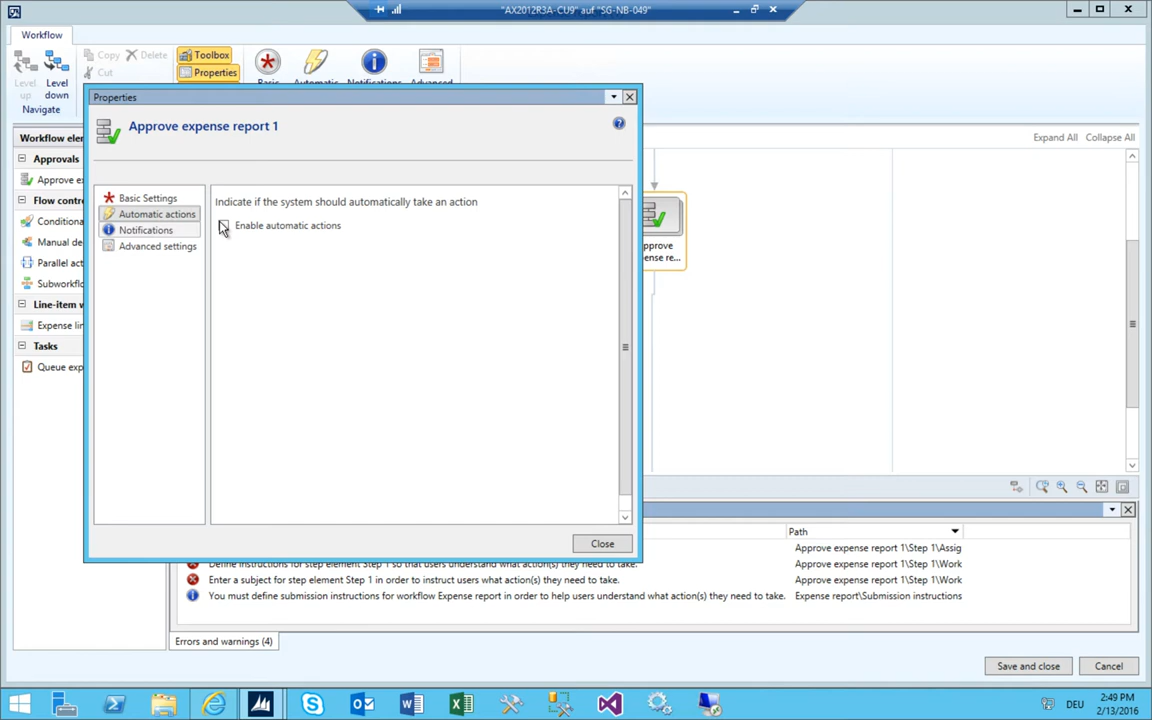 "AX2012R3A-CU9" auf "SG-NB-049"
Workflow
Level up
Level down
Navigate
Copy
Delete
Cut
Toolbox
Properties
Basic
Automatic
Notifications
Advanced
Properties
Approve expense report 1
Basic Settings
Automatic actions
Notifications
Advanced settings
Indicate if the system should automatically take an action
Enable automatic actions
Close
Workflow ele
Approvals
Approve ex
Flow contro
Conditiona
Manual de
Parallel act
Subworkflo
Line-item w
Expense lin
Tasks
Queue exp
Expand All
Collapse All
pprove
ense re...
Path
Approve expense report 1\Step 1\Assig
Define instructions for step element Step 1 so that users understand what action(s) they need to take.
Approve expense report 1\Step 1\Work
Enter a subject for step element Step 1 in order to instruct users what action(s) they need to take.
Approve expense report 1\Step 1\Work
You must define submission instructions for workflow Expense report in order to help users understand what action(s) they need to take.
Expense report\Submission instructions
Errors and warnings (4)
Save and close
Cancel
DEU
2:49 PM
2/13/2016